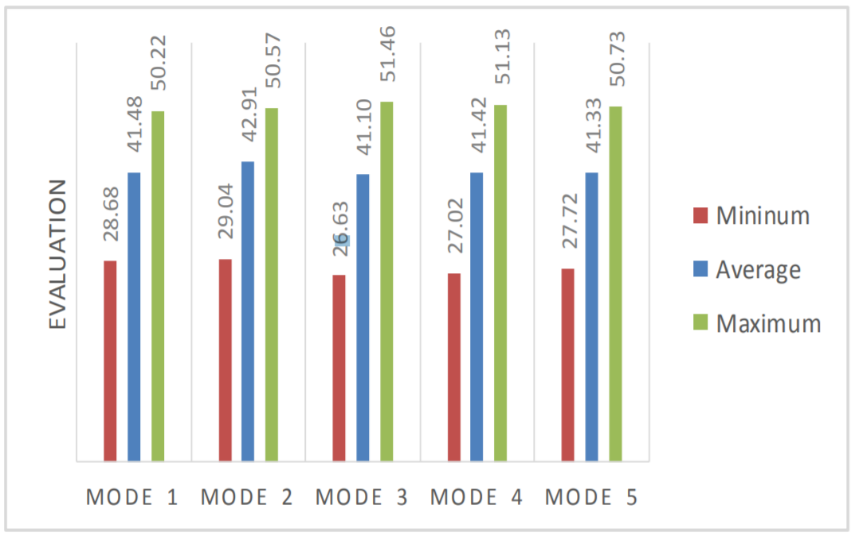 EVALUATION
28.68
41.48
50.22
29.04
42.91
50.57
26.63
41.10
51.46
27.02
41.42
51.13
27.72
41.33
50.73
MODE 1
MODE 2
MODE 3
MODE 4
MODE 5
Mininum
Average
Maximum